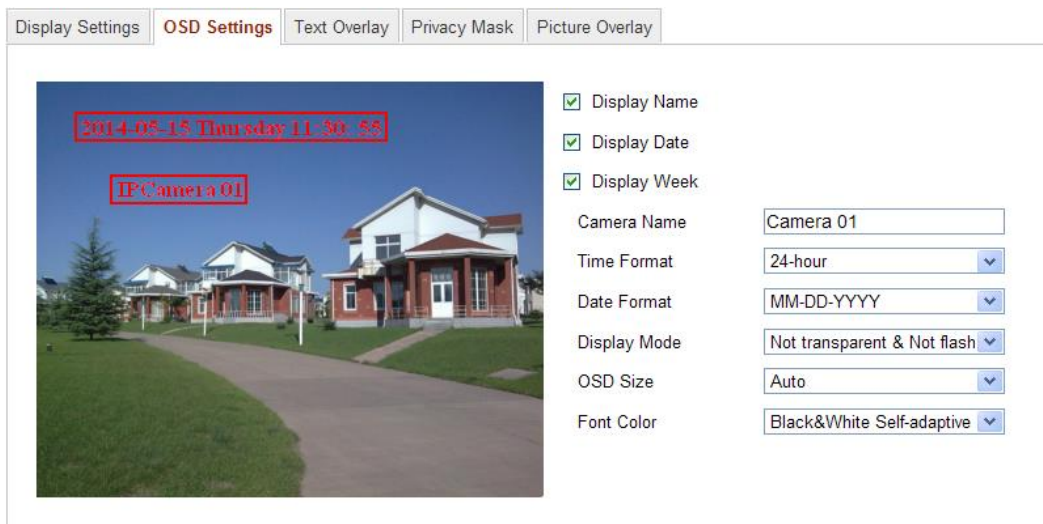 Display Settings OSD Settings Text Overlay Privacy Mask Picture Overlay
2014-05-15 Thursday 11:30:55
IPCamera 01
Display Name
Display Date
Display Week
Camera Name Camera 01
Time Format 24-hour
Date Format MM-DD-YYYY
Display Mode Not transparent & Not flash
OSD Size Auto
Font Color Black&White Self-adaptive